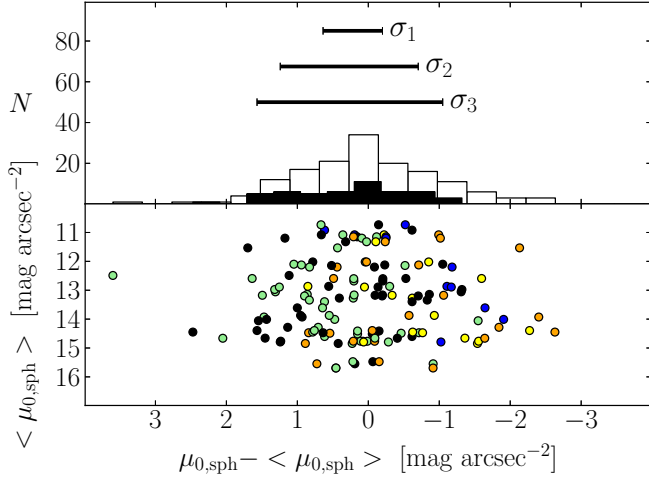 80
60
40
20
N
σ1
σ2
σ3
11
12
13
14
15
16
< μ0,sph > [mag arcsec−2]
3 2 1 0 −1 −2 −3
μ0,sph− < μ0,sph > [mag arcsec−2]